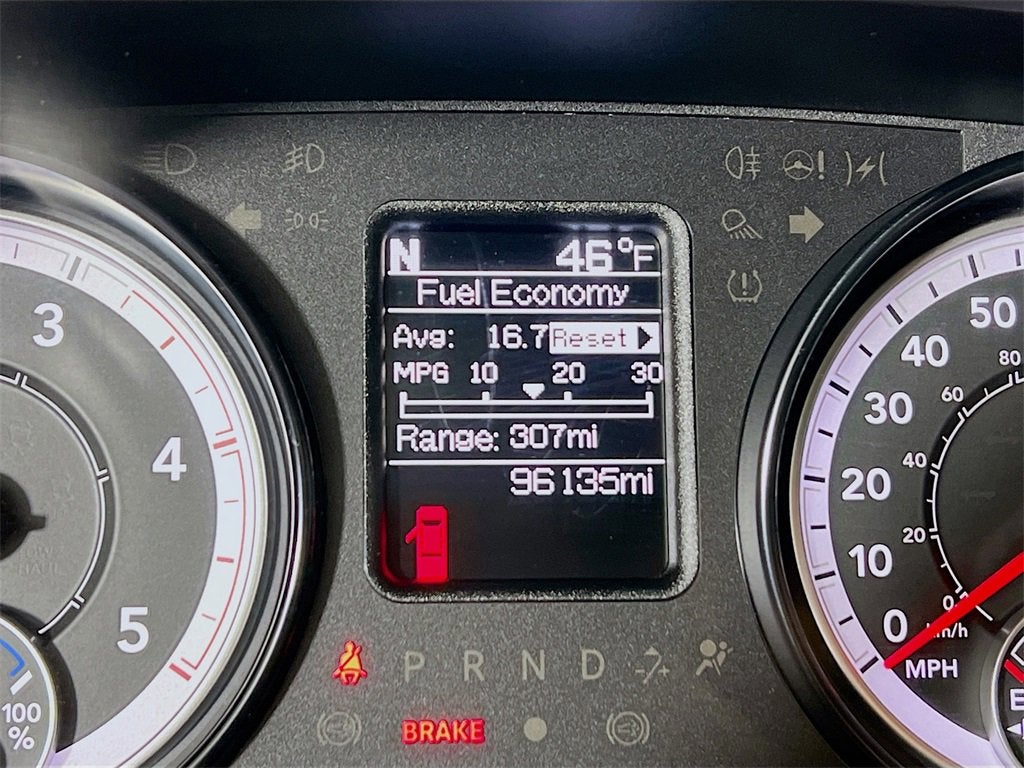 N 46°F
Fuel Economy
Avg: 16.7 Reset
MPG 10 20 30
Range: 307mi
96135mi
3
4
5
100
%
P R N D
BRAKE
50
40
30
20
10
0
80
60
40
20
0
km/h
MPH
E